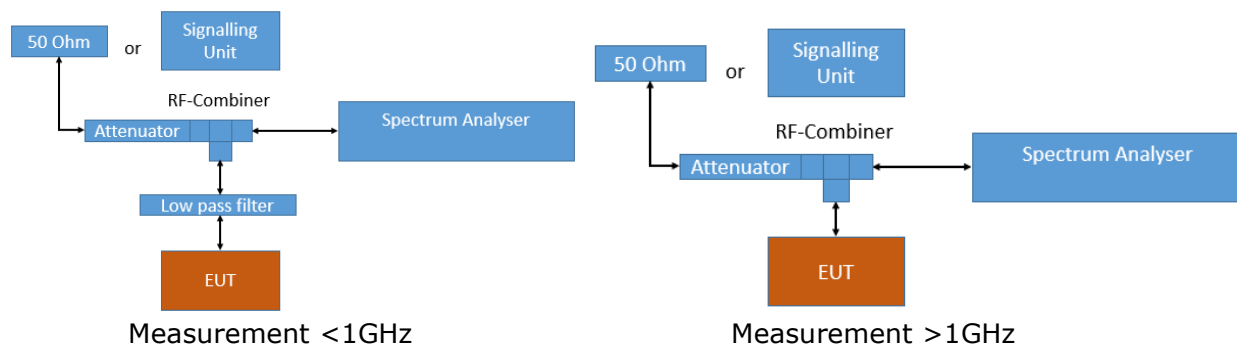 50 Ohm
or
Signalling
Unit
RF-Combiner
Attenuator
Spectrum Analyser
Low pass filter
EUT
Measurement <1GHz
50 Ohm
or
Signalling
Unit
RF-Combiner
Attenuator
Spectrum Analyser
EUT
Measurement >1GHz